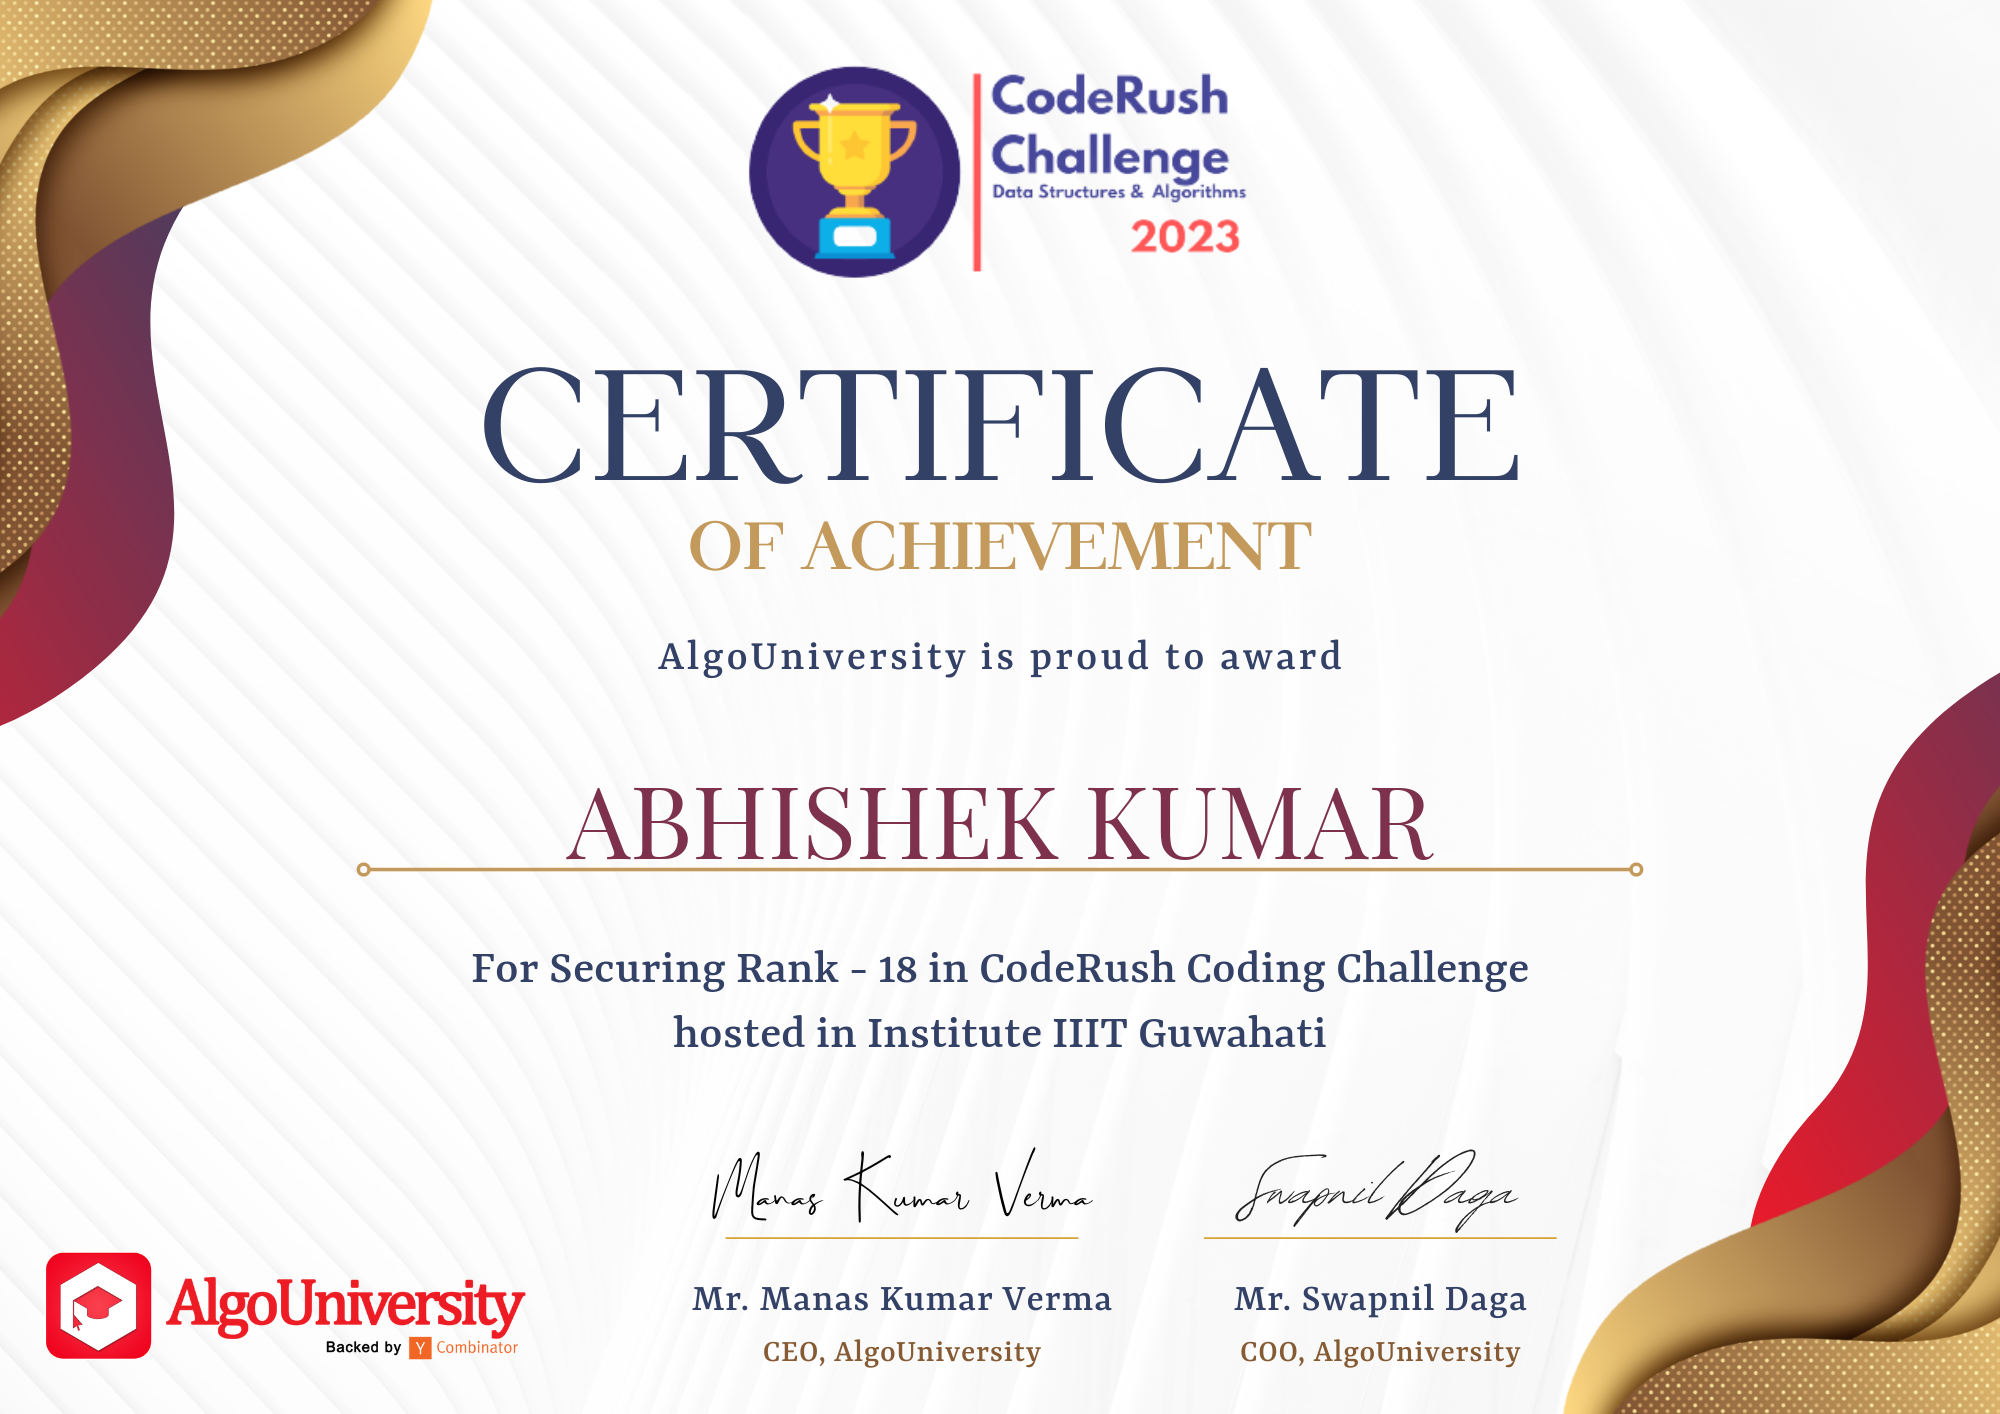 CodeRush
Challenge
Data Structures & Algorithms
2023
CERTIFICATE
OF ACHIEVEMENT
AlgoUniversity is proud to award
ABHISHEK KUMAR
For Securing Rank - 18 in CodeRush Coding Challenge
hosted in Institute IIIT Guwahati
Manas Kumar Verma
Swapnil Daga
Mr. Manas Kumar Verma
CEO, AlgoUniversity
Mr. Swapnil Daga
COO, AlgoUniversity
AlgoUniversity
Backed by Y Combinator